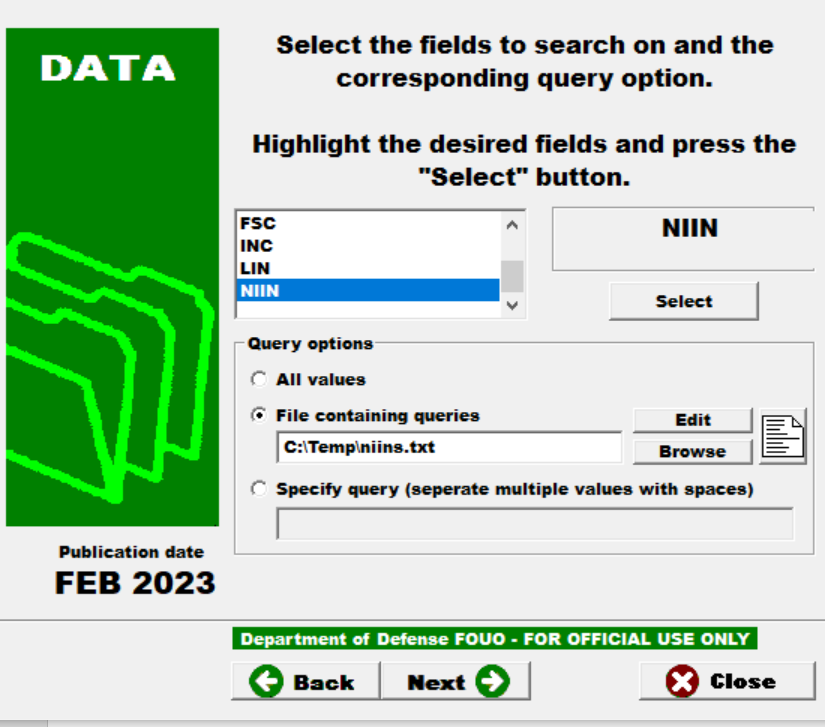 DATA
Select the fields to search on and the
corresponding query option.
Highlight the desired fields and press the
"Select" button.
FSC
INC
LIN
NIIN
NIIN
Select
Query options
All values
File containing queries
Edit
C:\Temp\niins.txt
Browse
Specify query (seperate multiple values with spaces)
Publication date
FEB 2023
Department of Defense FOUO - FOR OFFICIAL USE ONLY
Back
Next
Close